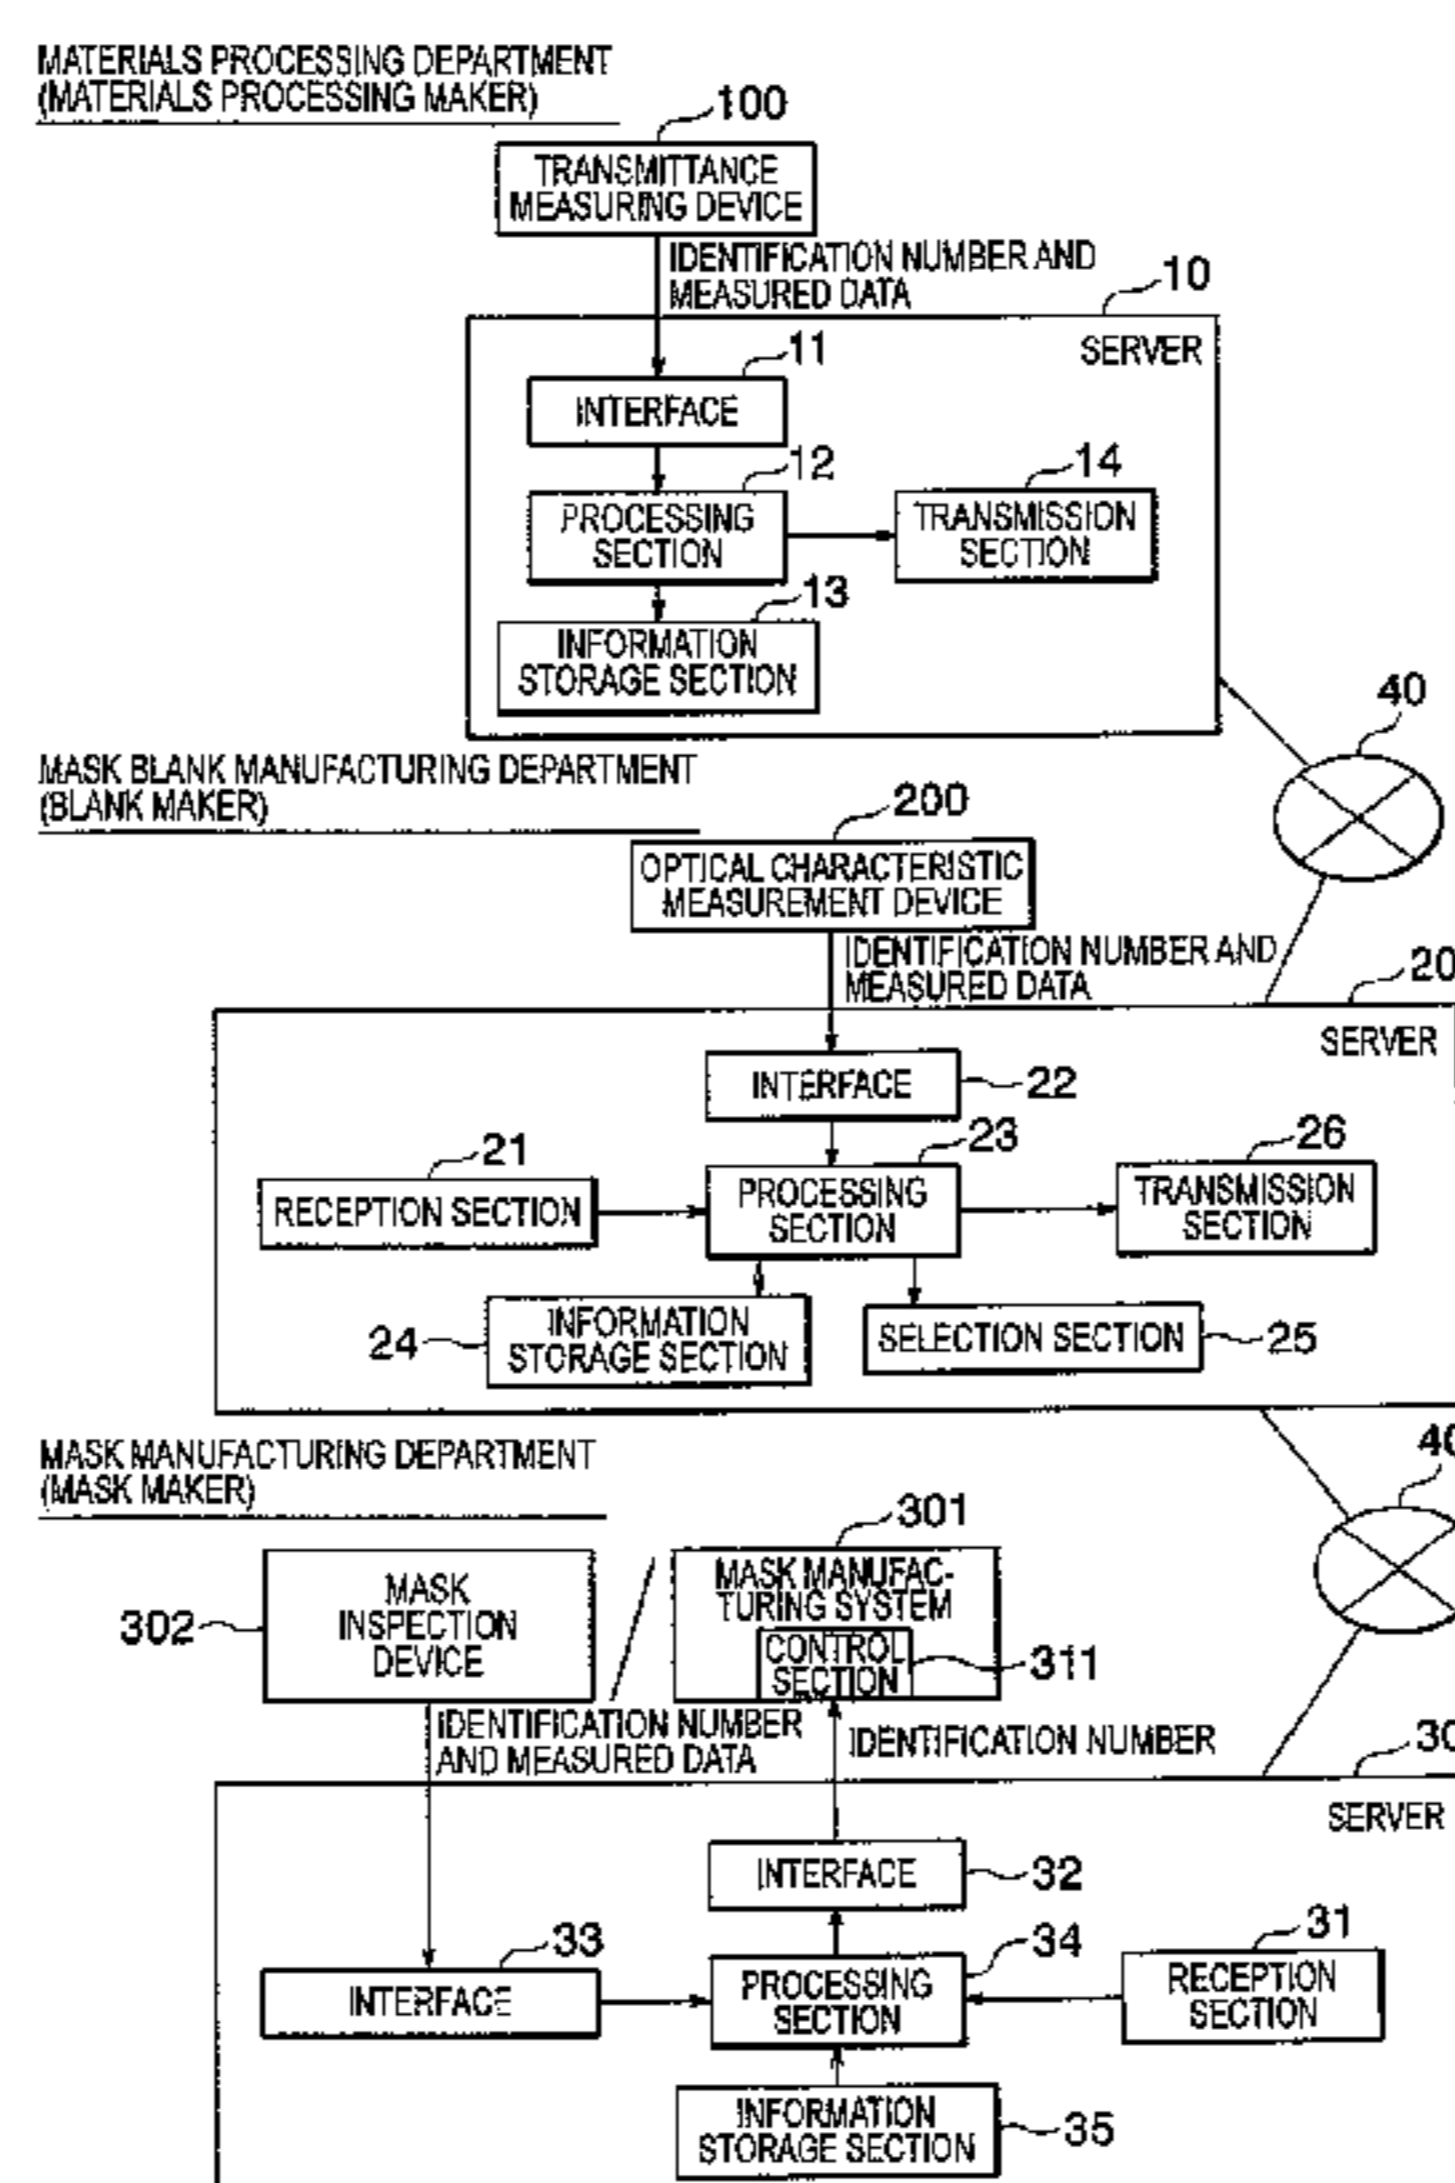 MATERIALS PROCESSING DEPARTMENT
(MATERIALS PROCESSING MAKER)
100
TRANSMITTANCE
MEASURING DEVICE
IDENTIFICATION NUMBER AND
MEASURED DATA
10
SERVER
11
INTERFACE
12
PROCESSING
SECTION
14
TRANSMISSION
SECTION
13
INFORMATION
STORAGE SECTION
40
MASK BLANK MANUFACTURING DEPARTMENT
(BLANK MAKER)
200
OPTICAL CHARACTERISTIC
MEASUREMENT DEVICE
IDENTIFICATION NUMBER AND
MEASURED DATA
20
SERVER
INTERFACE
22
21
RECEPTION SECTION
23
PROCESSING
SECTION
26
TRANSMISSION
SECTION
24
INFORMATION
STORAGE SECTION
SELECTION SECTION
25
MASK MANUFACTURING DEPARTMENT
(MASK MAKER)
40
302
MASK
INSPECTION
DEVICE
301
MASK MANUFAC-
TURING SYSTEM
CONTROL
SECTION
311
IDENTIFICATION NUMBER
AND MEASURED DATA
IDENTIFICATION NUMBER
30
SERVER
INTERFACE
32
33
INTERFACE
34
PROCESSING
SECTION
31
RECEPTION
SECTION
INFORMATION
STORAGE SECTION
35